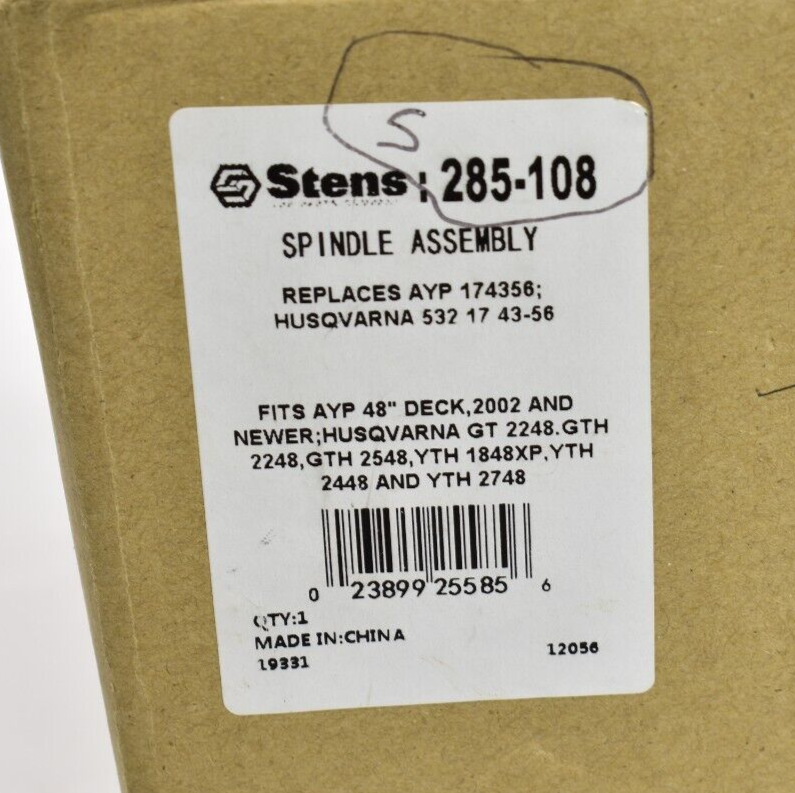 S
Stens 285-108
SPINDLE ASSEMBLY
REPLACES AYP 174356;
HUSQVARNA 532 17 43-56
FITS AYP 48" DECK,2002 AND
NEWER;HUSQVARNA GT 2248.GTH
2248,GTH 2548,YTH 1848XP,YTH
2448 AND YTH 2748
0 23899 25585 6
QTY:1
MADE IN:CHINA
19331 12056